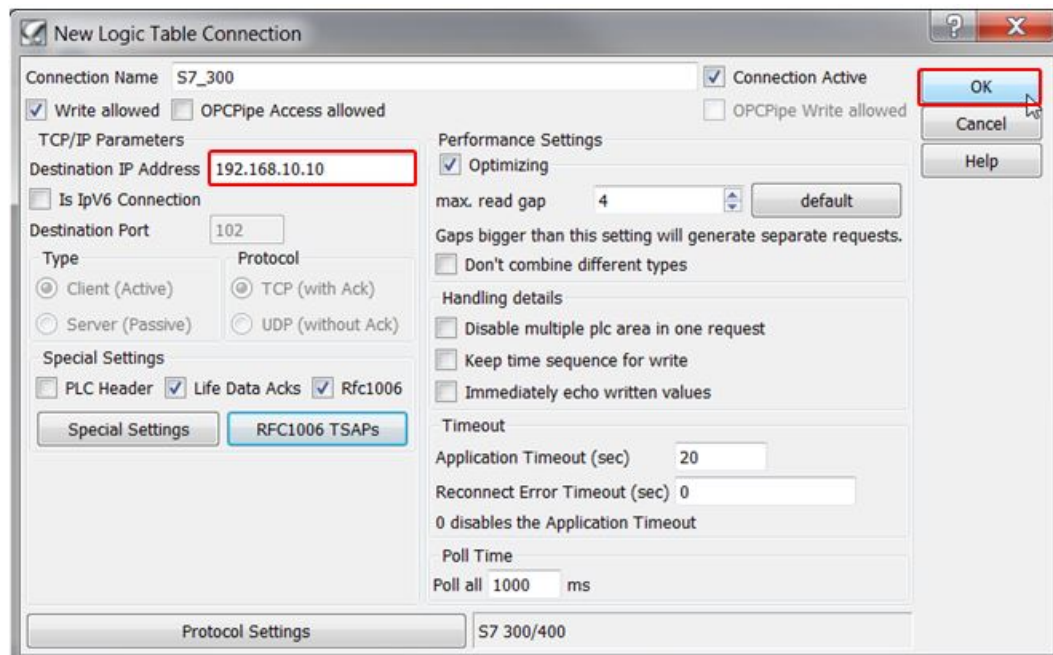 New Logic Table Connection
Connection Name S7_300 Connection Active
OK
Write allowed OPCPipe Access allowed OPCPipe Write allowed
Cancel
TCP/IP Parameters
Performance Settings
Destination IP Address 192.168.10.10
Optimizing
Help
Is IpV6 Connection
max. read gap 4 default
Destination Port 102
Gaps bigger than this setting will generate separate requests.
Type Protocol
Don't combine different types
Client (Active) TCP (with Ack)
Handling details
Server (Passive) UDP (without Ack)
Disable multiple plc area in one request
Special Settings
Keep time sequence for write
PLC Header Life Data Acks Rfc1006
Immediately echo written values
Special Settings RFC1006 TSAPs
Timeout
Application Timeout (sec) 20
Reconnect Error Timeout (sec) 0
0 disables the Application Timeout
Poll Time
Poll all 1000 ms
Protocol Settings S7 300/400